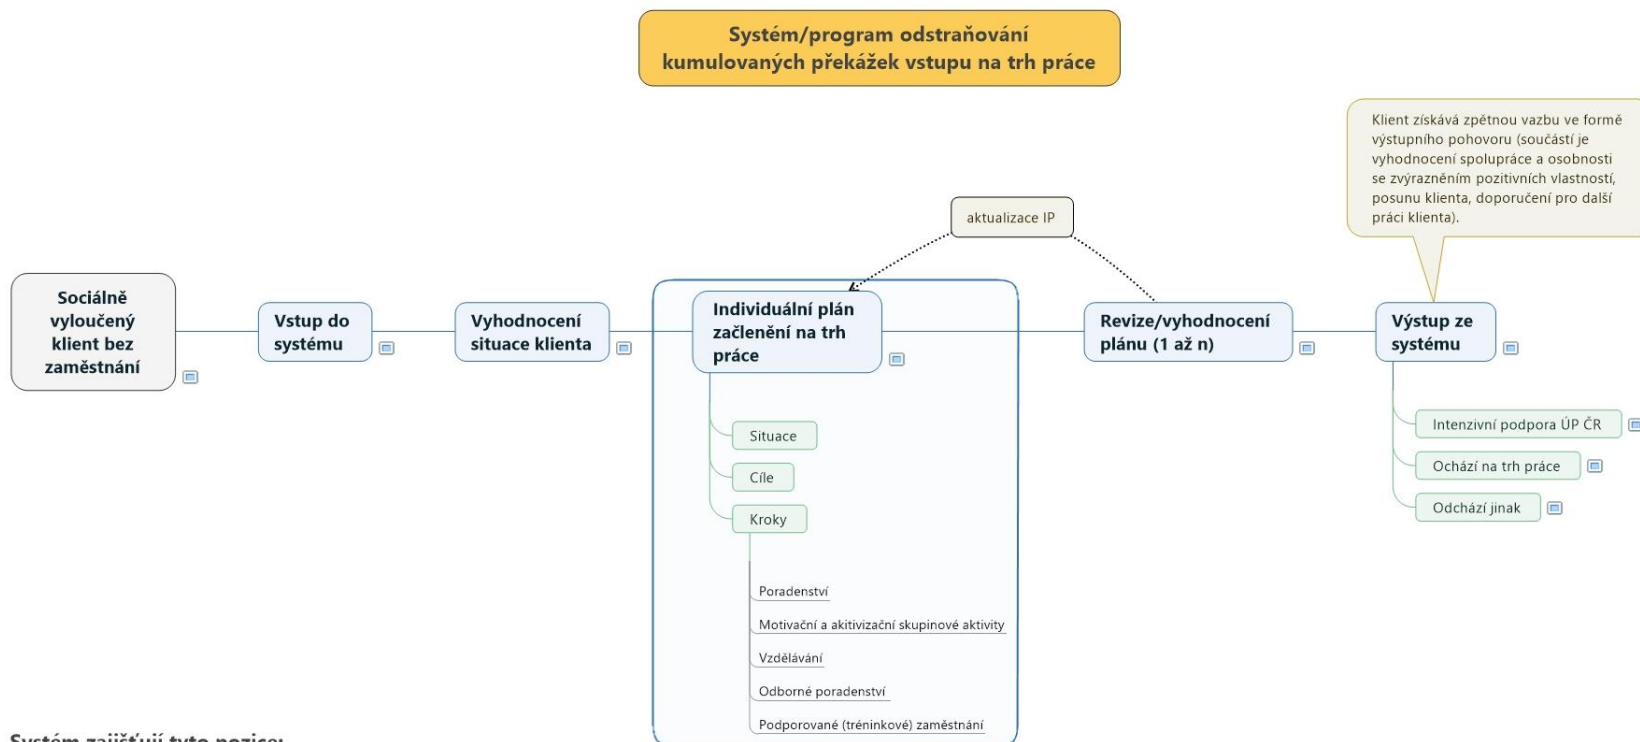 Systém/program odstraňování
kumulovaných překážek vstupu na trh práce
Klient získává zpětnou vazbu ve formě
výstupního pohovoru (součástí je
vyhodnocení spolupráce a osobnosti
se zvýrazněním pozitivních vlastností,
posunu klienta, doporučení pro další
práci klienta).
aktualizace IP
Sociálně
vyloučený
klient bez
zaměstnání
Vstup do
systému
Vyhodnocení
situace klienta
Individuální plán
začlenění na trh
práce
Revize/vyhodnocení
plánu (1 až n)
Výstup ze
systému
Situace
Cíle
Kroky
Poradenství
Motivační a akitivizační skupinové aktivity
Vzdělávání
Odborné poradenství
Podporované (tréninkové) zaměstnání
Intenzivní podpora ÚP ČR
Ochází na trh práce
Odchází jinak
Systém zajišťují tyto pozice: